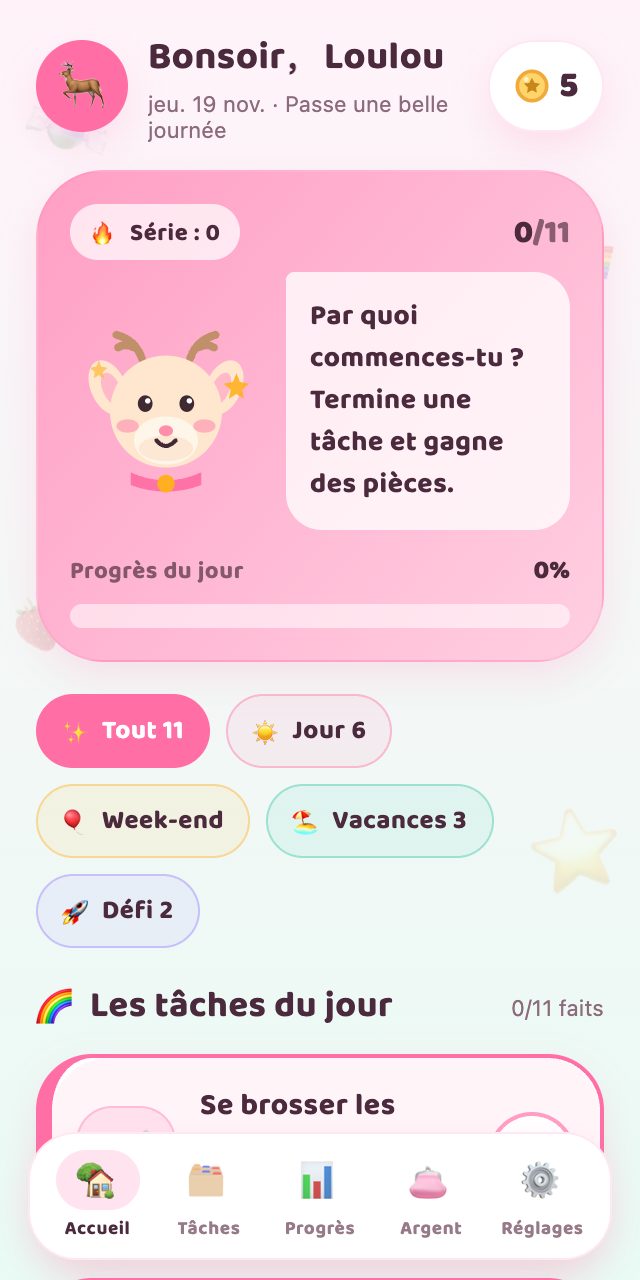 Bonsoir, Loulou
jeu. 19 nov. · Passe une belle
journée
5
Série : 0
0/11
Par quoi
commences-tu ?
Termine une
tâche et gagne
des pièces.
Progrès du jour
0%
Tout 11
Jour 6
Week-end
Vacances 3
Défi 2
Les tâches du jour
0/11 faits
Se brosser les
Accueil
Tâches
Progrès
Argent
Réglages